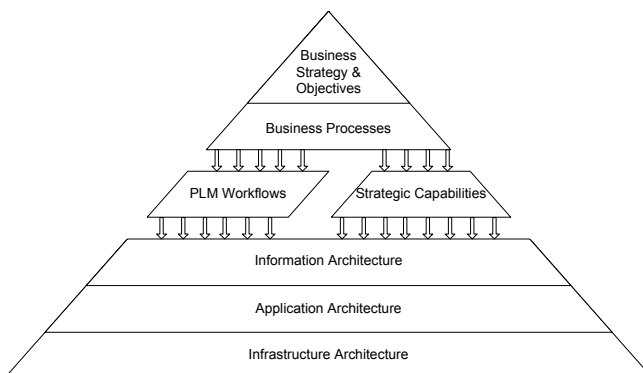 Business
Strategy &
Objectives
Business Processes
PLM Workflows
Strategic Capabilities
Information Architecture
Application Architecture
Infrastructure Architecture